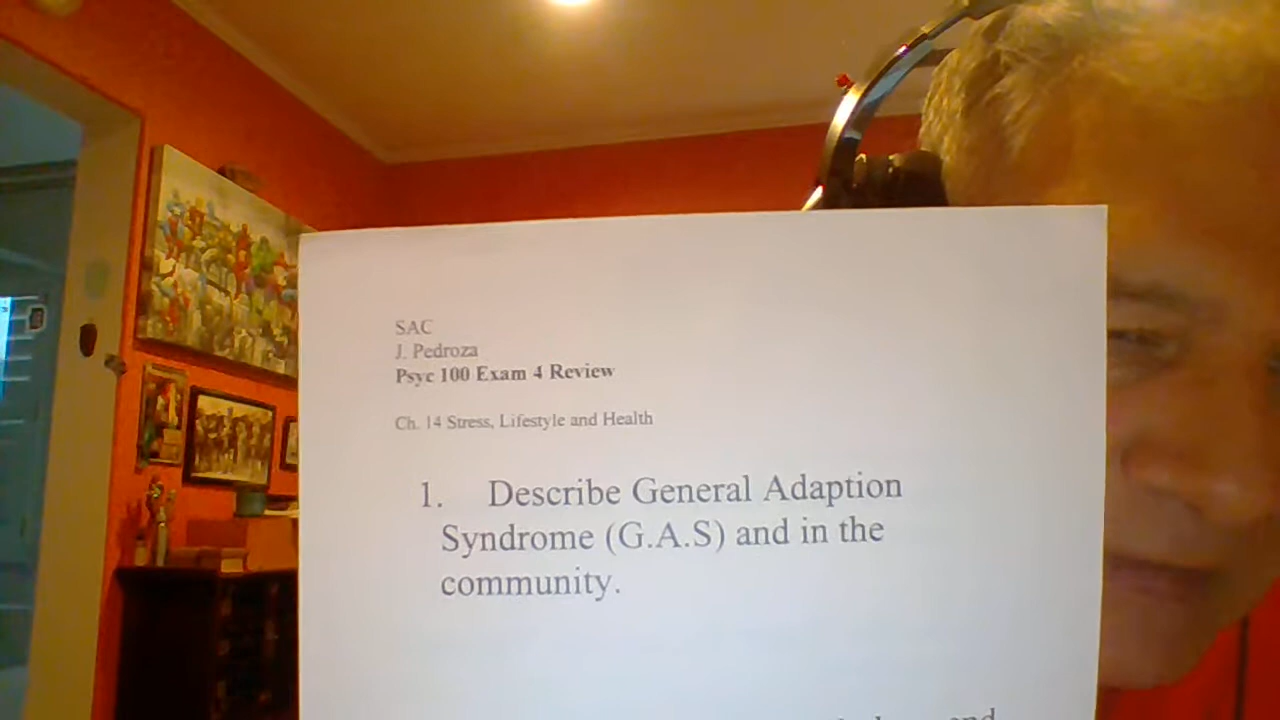 SAC
J. Pedroza
Psyc 100 Exam 4 Review
Ch. 14 Stress, Lifestyle and Health
1. Describe General Adaption
Syndrome (G.A.S) and in the
community.
and